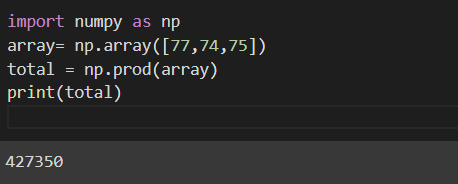 import numpy as np
array= np.array([77,74,75])
total = np.prod(array)
print(total)
427350